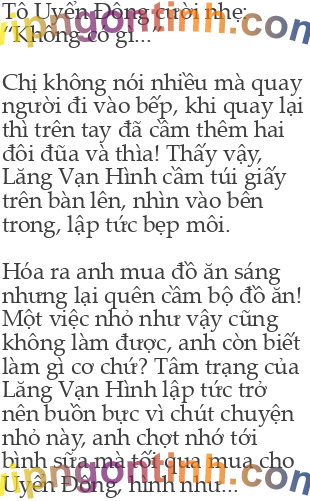 Tô Uyển Đông cười nhẹ:
“Không có gì...”
Chị không nói nhiều mà quay
người đi vào bếp, khi quay lại
thì trên tay đã cầm thêm hai
đôi đũa và thìa! Thấy vậy,
Lăng Vạn Hình cầm túi giấy
trên bàn lên, nhìn vào bên
trong, lập tức bẹp môi.
Hóa ra anh mua đồ ăn sáng
nhưng lại quên cầm bộ đồ ăn!
Một việc nhỏ như vậy cũng
không làm được, anh còn biết
làm gì cơ chứ? Tâm trạng của
Lăng Vạn Hình lập tức trở
nên buồn bực vì chút chuyện
nhỏ này, anh chợt nhớ tới
bình sữa mà tối qua mua cho
Uyển Đông, hình như...
ripngontinh.com
ripngontinh.com